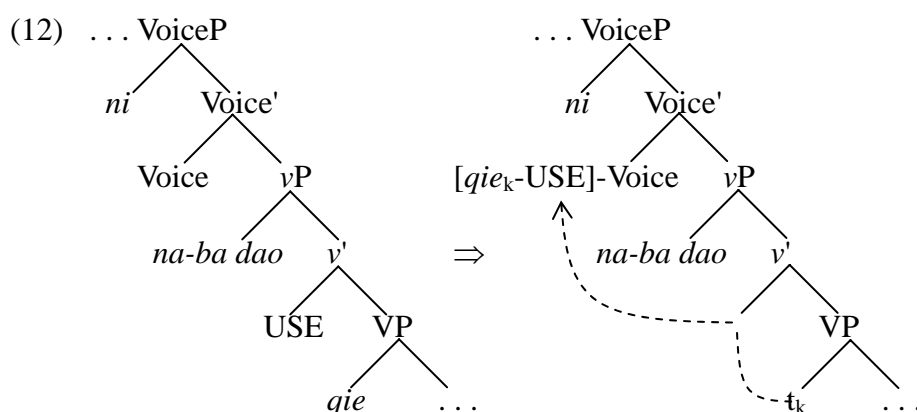 (12) . . . VoiceP . . . VoiceP
ni Voice' ni Voice'
Voice vP [qieₖ-USE]-Voice vP
na-ba dao v' ⇒ na-ba dao v'
USE VP VP
qie . . . tₖ . . .